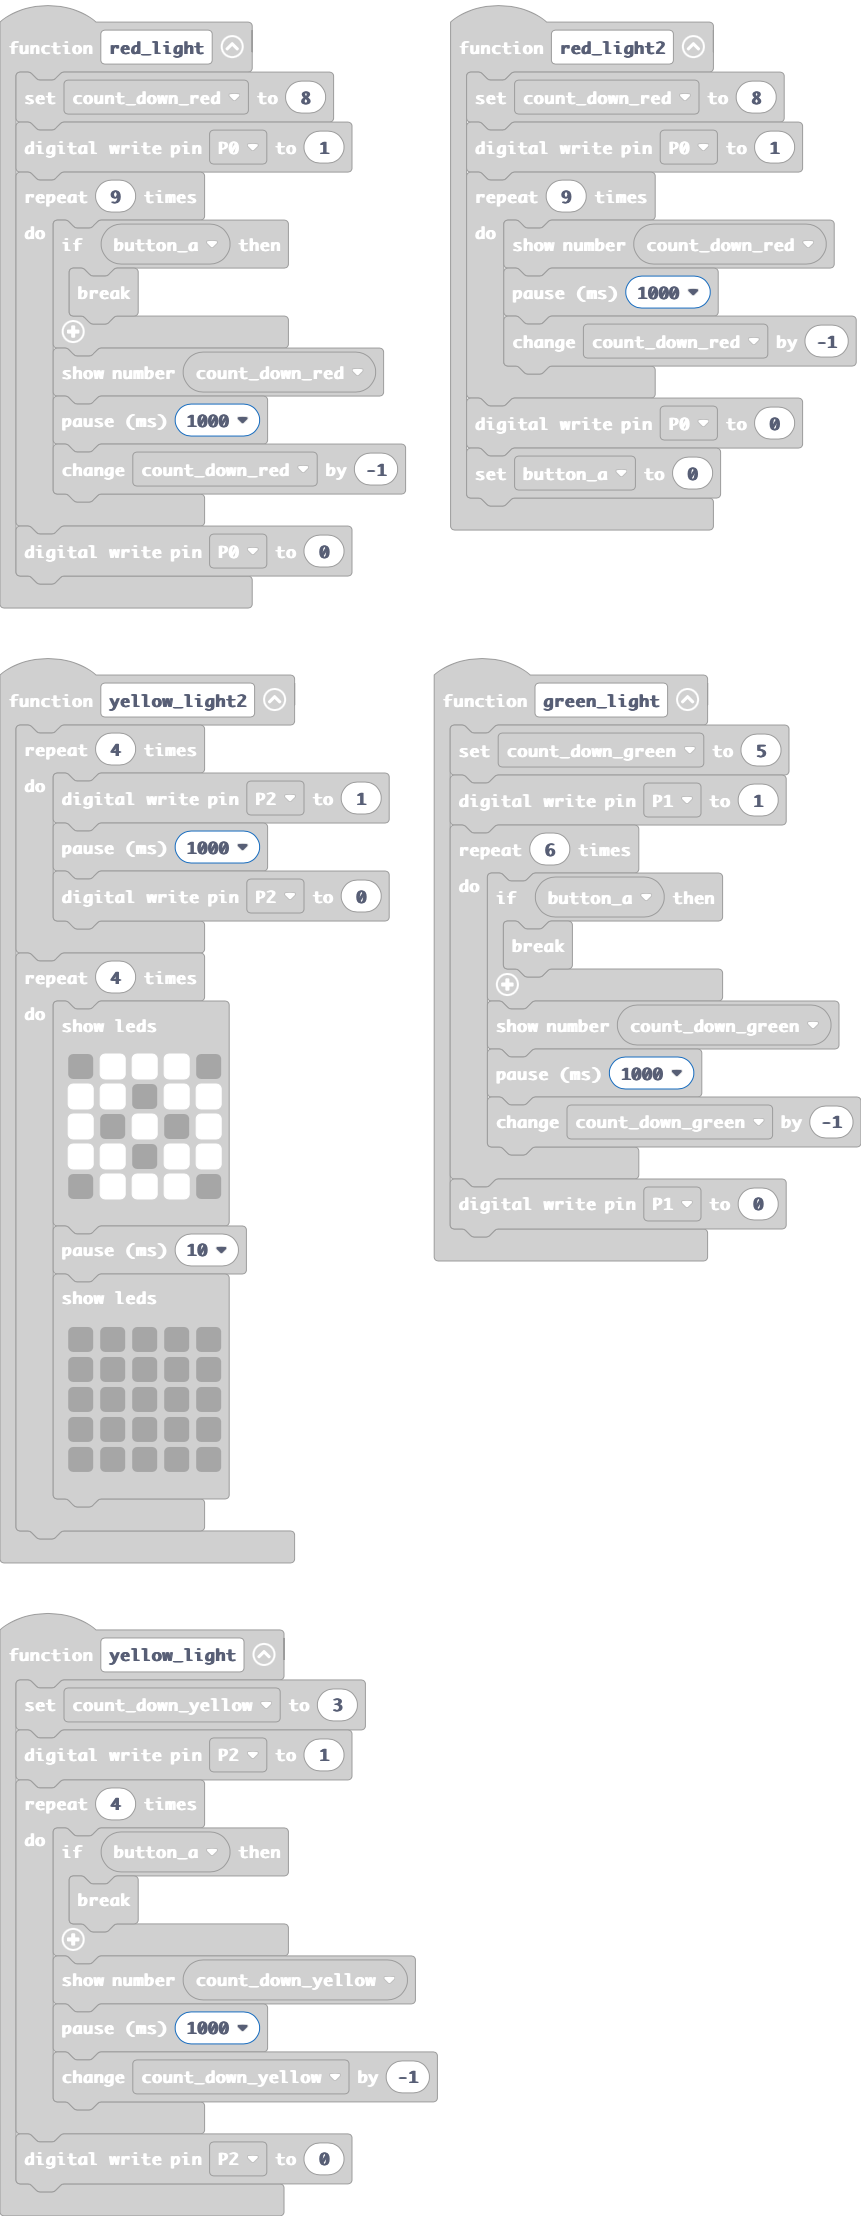 function red_light
set count_down_red to 8
digital write pin P0 to 1
repeat 9 times
do
if button_a then
break
show number count_down_red
pause (ms) 1000
change count_down_red by -1
digital write pin P0 to 0
function red_light2
set count_down_red to 8
digital write pin P0 to 1
repeat 9 times
do
show number count_down_red
pause (ms) 1000
change count_down_red by -1
digital write pin P0 to 0
set button_a to 0
function yellow_light2
repeat 4 times
do
digital write pin P2 to 1
pause (ms) 1000
digital write pin P2 to 0
repeat 4 times
do
show leds
pause (ms) 10
show leds
function green_light
set count_down_green to 5
digital write pin P1 to 1
repeat 6 times
do
if button_a then
break
show number count_down_green
pause (ms) 1000
change count_down_green by -1
digital write pin P1 to 0
function yellow_light
set count_down_yellow to 3
digital write pin P2 to 1
repeat 4 times
do
if button_a then
break
show number count_down_yellow
pause (ms) 1000
change count_down_yellow by -1
digital write pin P2 to 0